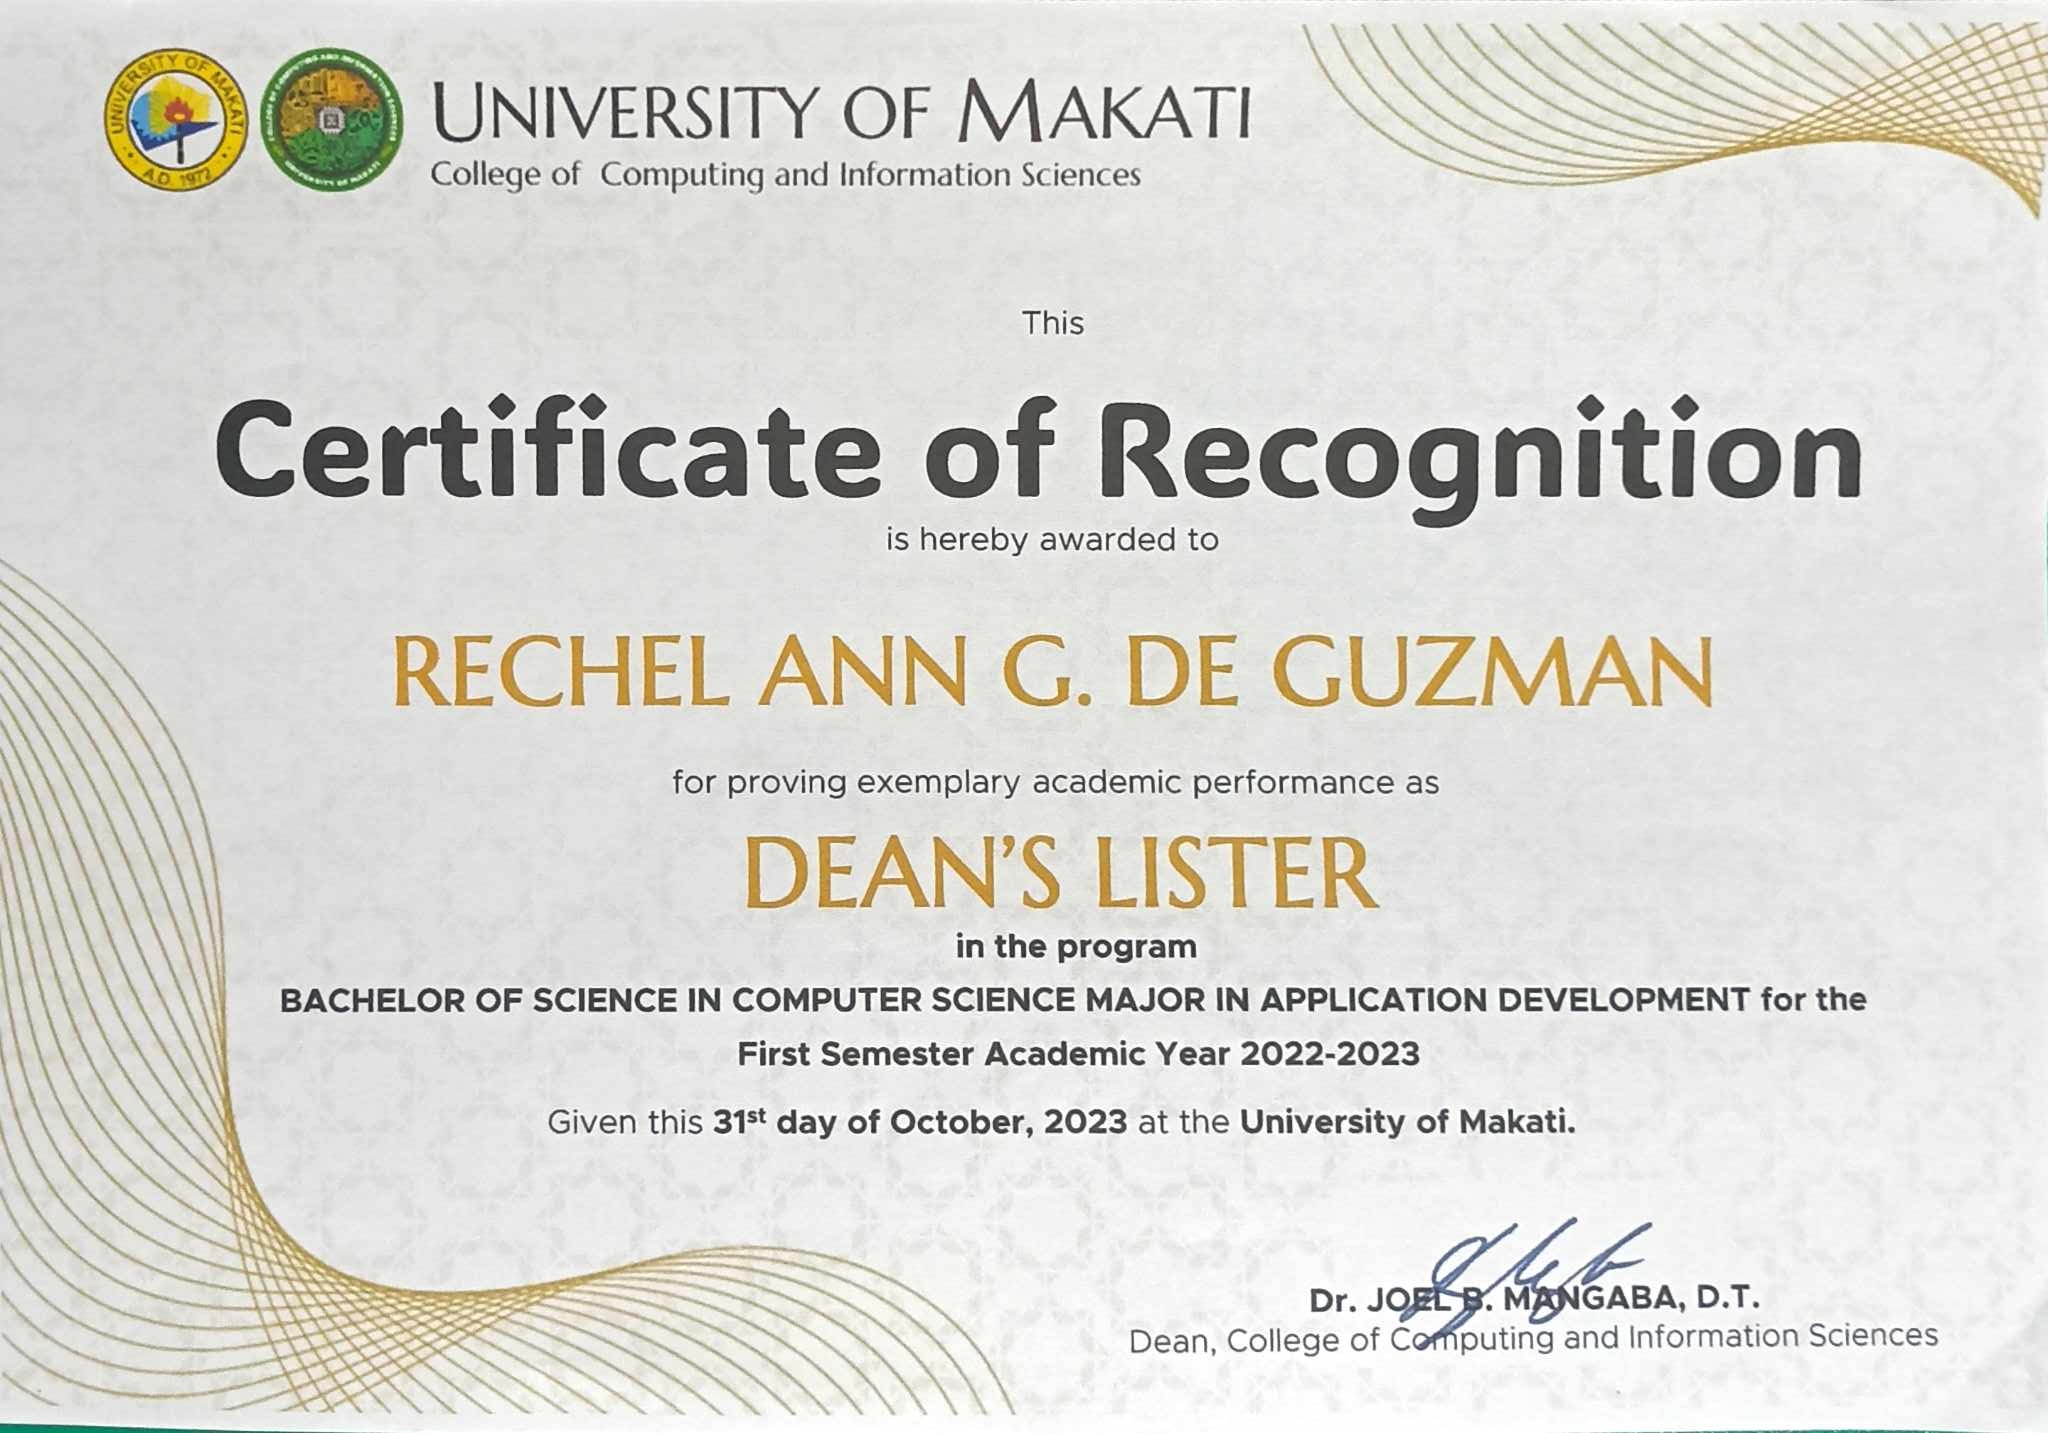 UNIVERSITY OF MAKATI
A.D. 1972
COLLEGE OF COMPUTING AND INFORMATION SCIENCES
UNIVERSITY OF MAKATI
UNIVERSITY OF MAKATI
College of Computing and Information Sciences
This
Certificate of Recognition
is hereby awarded to
RECHEL ANN G. DE GUZMAN
for proving exemplary academic performance as
DEAN'S LISTER
in the program
BACHELOR OF SCIENCE IN COMPUTER SCIENCE MAJOR IN APPLICATION DEVELOPMENT for the
First Semester Academic Year 2022-2023
Given this 31st day of October, 2023 at the University of Makati.
Dr. JOEL B. MANGABA, D.T.
Dean, College of Computing and Information Sciences